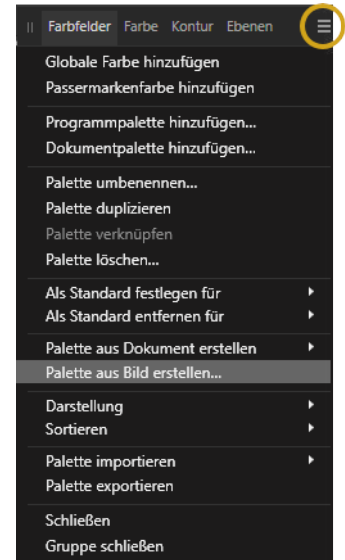 Farbfelder Farbe Kontur Ebenen
Globale Farbe hinzufügen
Passermarkenfarbe hinzufügen
Programmpalette hinzufügen...
Dokumentpalette hinzufügen...
Palette umbenennen...
Palette duplizieren
Palette verknüpfen
Palette löschen...
Als Standard festlegen für
Als Standard entfernen für
Palette aus Dokument erstellen
Palette aus Bild erstellen...
Darstellung
Sortieren
Palette importieren
Palette exportieren
Schließen
Gruppe schließen